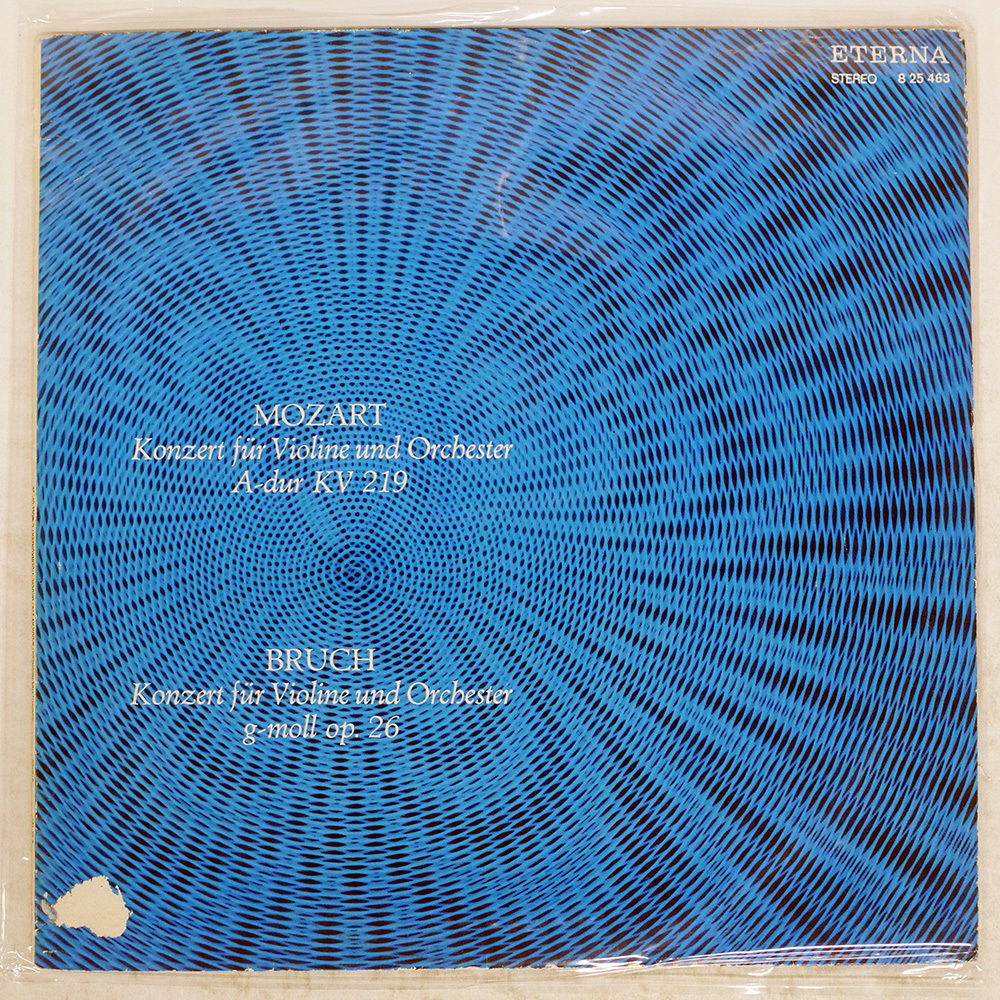 ETERNA
STEREO 8 25 463
MOZART
Konzert für Violine und Orchester
A-dur KV 219
BRUCH
Konzert für Violine und Orchester
g-moll op. 26